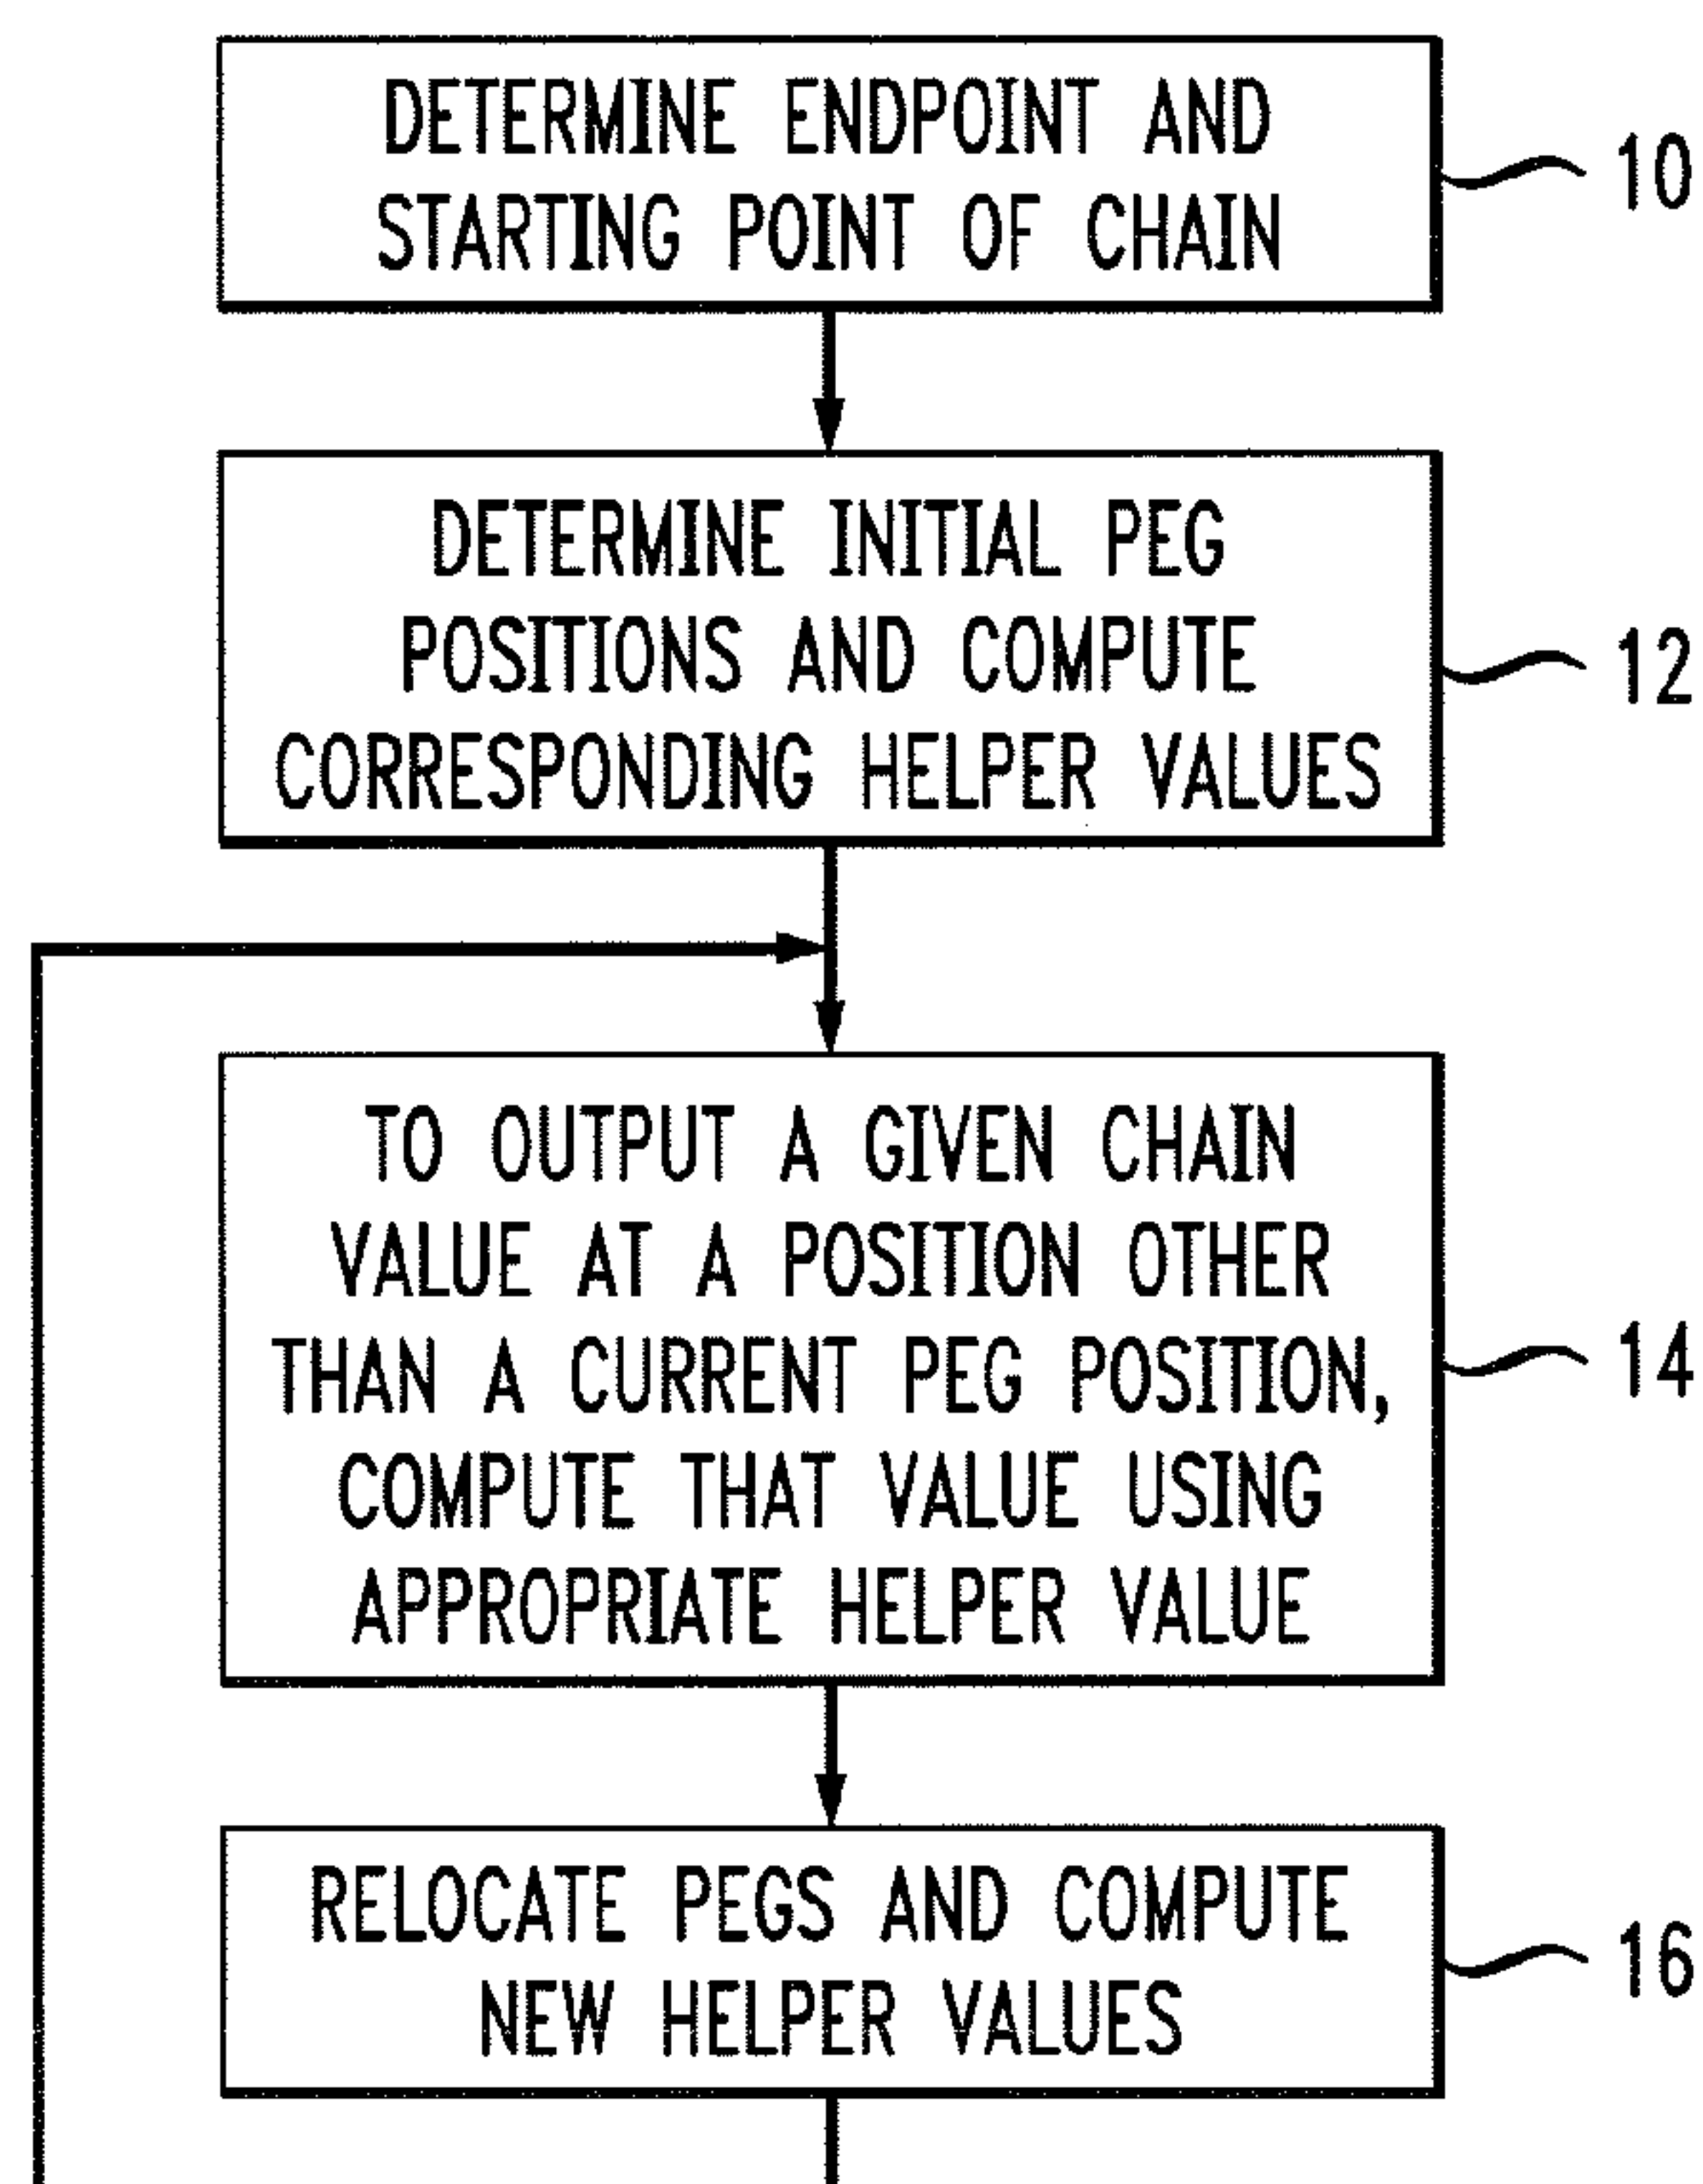 DETERMINE ENDPOINT AND
STARTING POINT OF CHAIN
10
DETERMINE INITIAL PEG
POSITIONS AND COMPUTE
CORRESPONDING HELPER VALUES
12
TO OUTPUT A GIVEN CHAIN
VALUE AT A POSITION OTHER
THAN A CURRENT PEG POSITION,
COMPUTE THAT VALUE USING
APPROPRIATE HELPER VALUE
14
RELOCATE PEGS AND COMPUTE
NEW HELPER VALUES
16